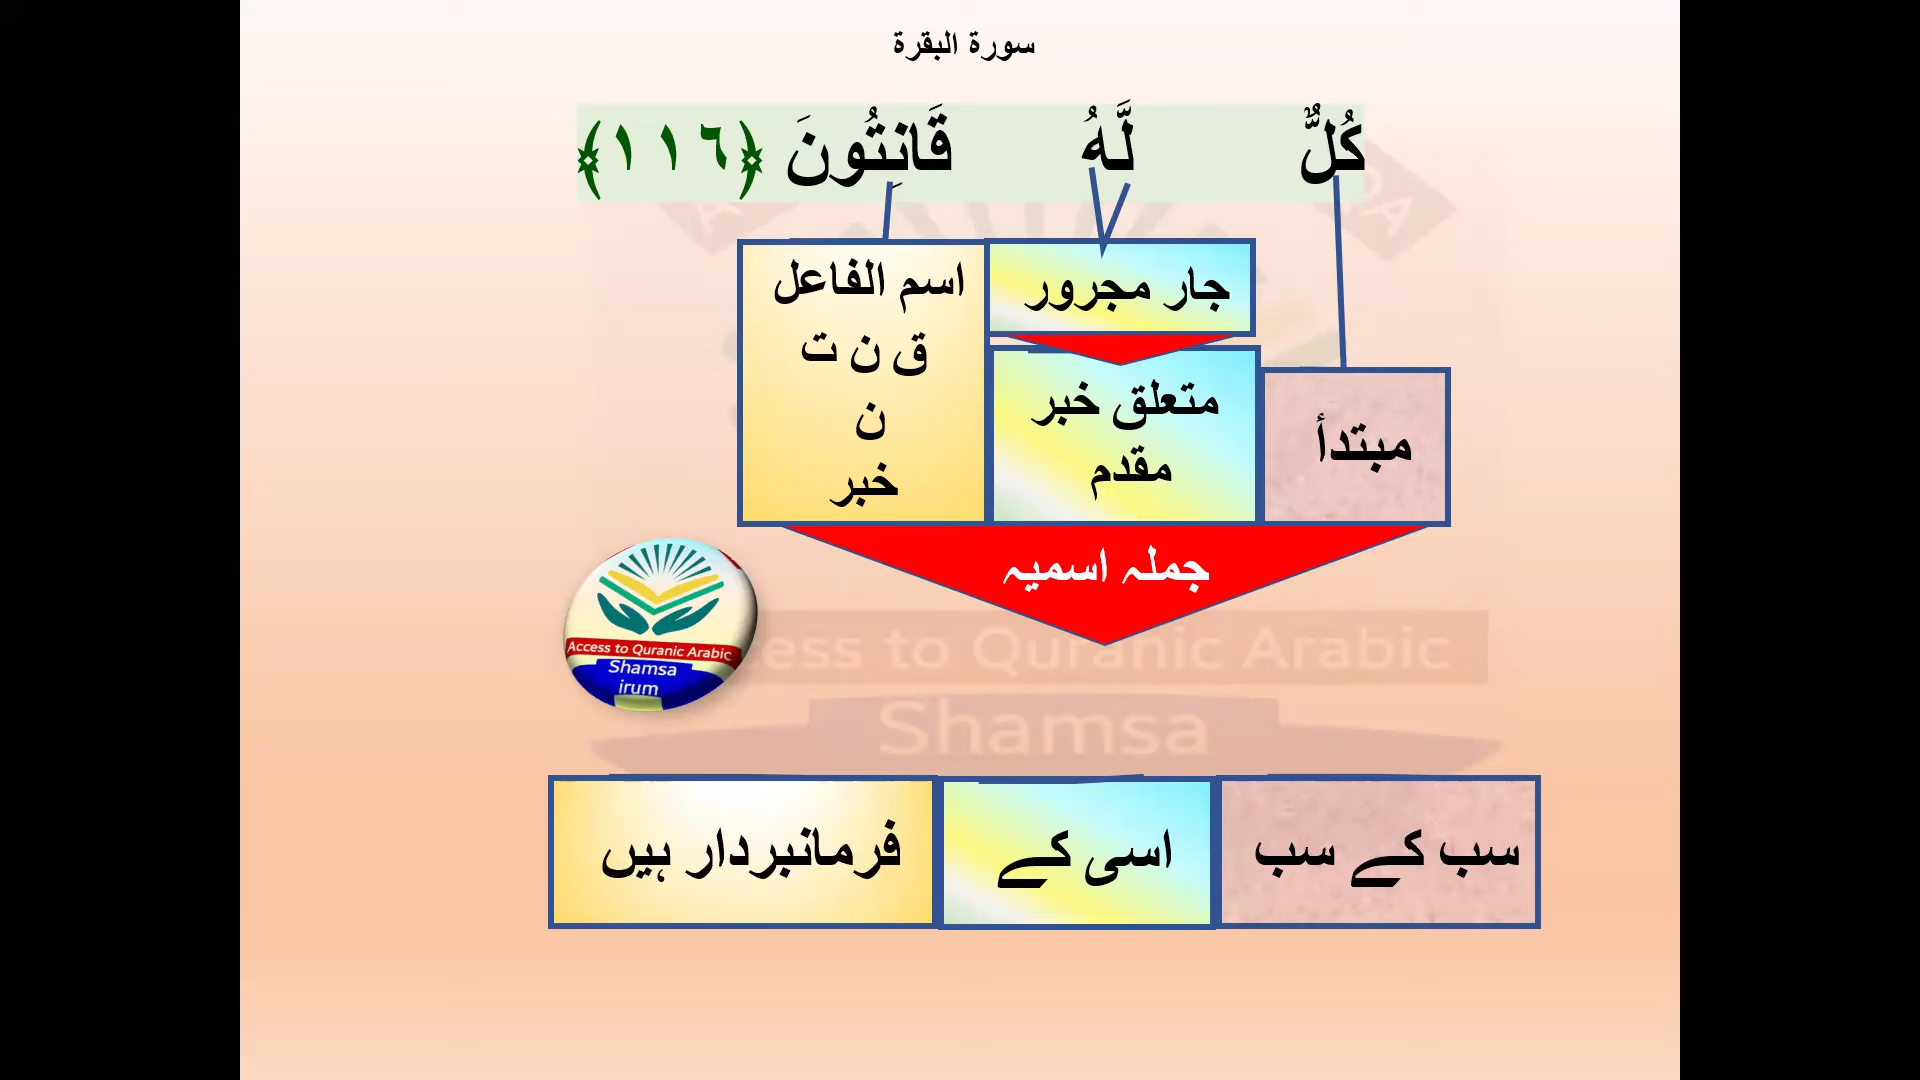 سورة البقرة
كُلٌّ لَّهُ قَانِتُونَ ﴿١١٦﴾
جار مجرور
اسم الفاعل
ق ن ت
ن
خبر
متعلق خبر
مقدم
مبتدأ
جملہ اسمیہ
Access to Quranic Arabic
Shamsa
irum
ess to Quranic Arabic
Shamsa
سب کے سب
اسی کے
فرمانبردار ہیں